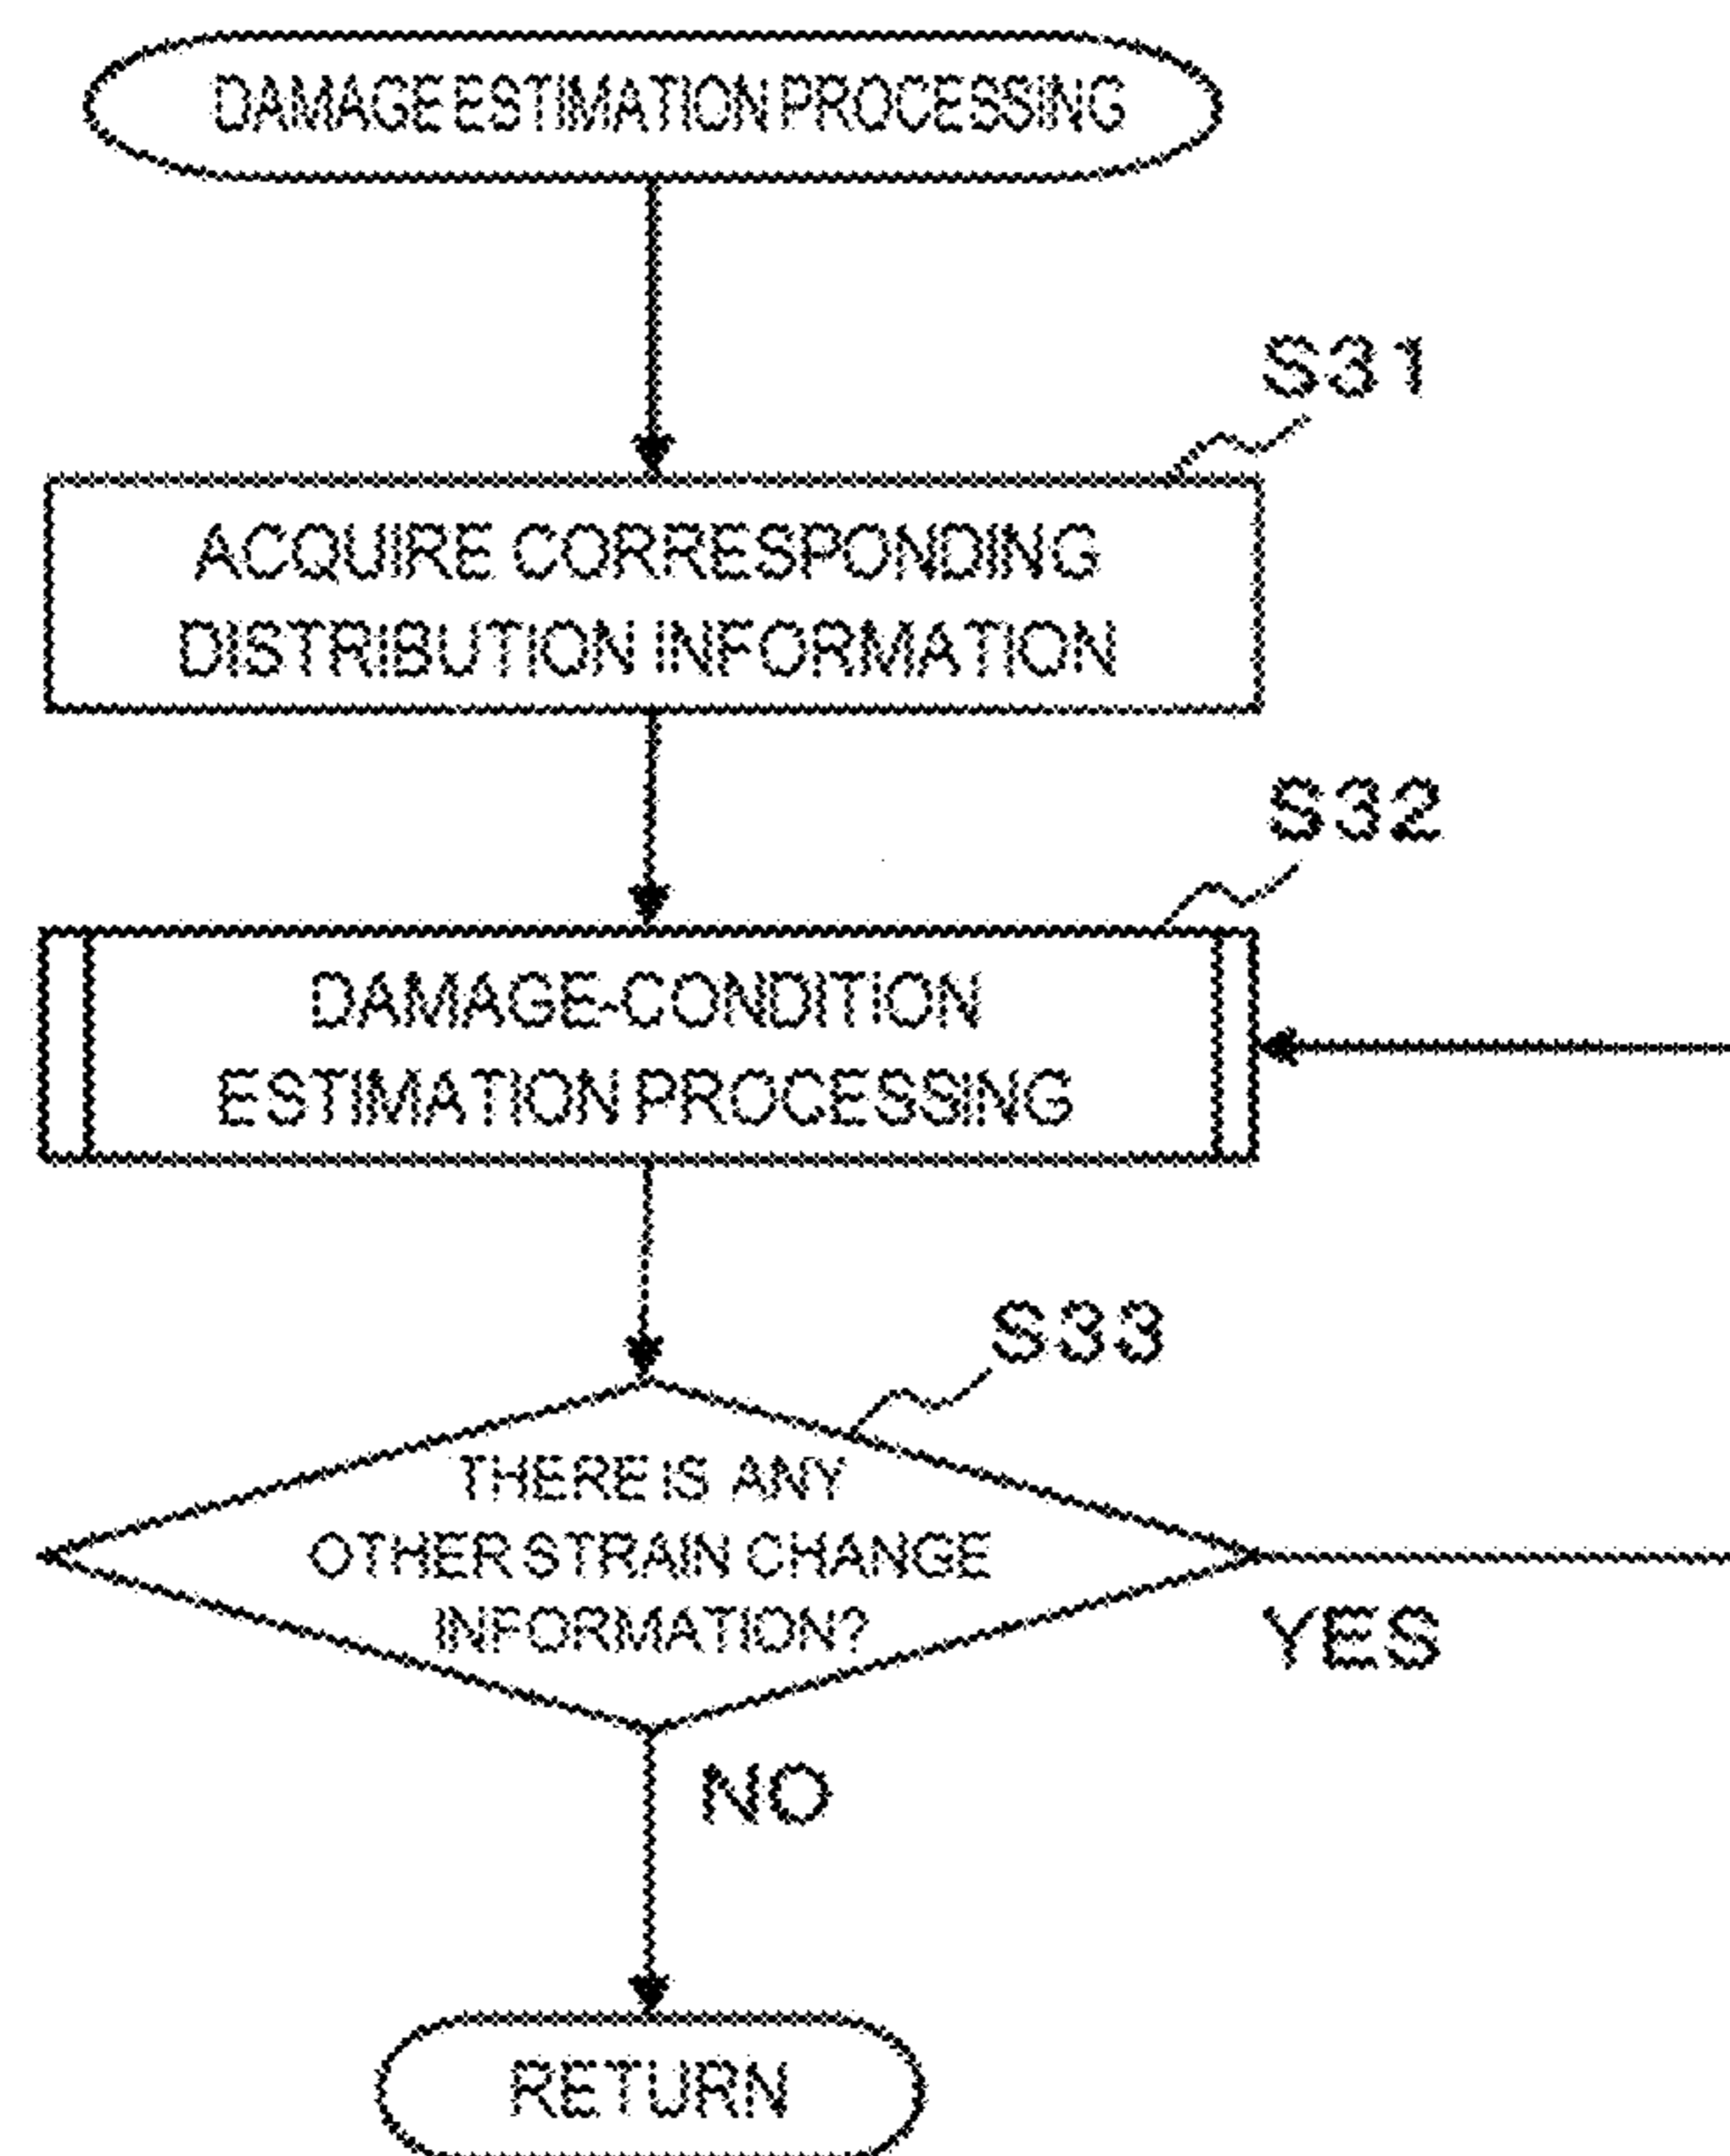 DAMAGE ESTIMATION PROCESSING
S31
ACQUIRE CORRESPONDING
DISTRIBUTION INFORMATION
S32
DAMAGE-CONDITION
ESTIMATION PROCESSING
S33
THERE IS ANY
OTHER STRAIN CHANGE
INFORMATION?
YES
NO
RETURN